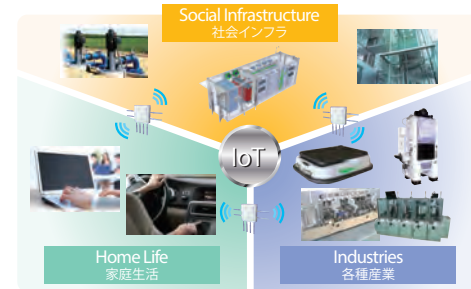 Social Infrastructure
社会インフラ
IoT
Home Life
家庭生活
Industries
各種産業